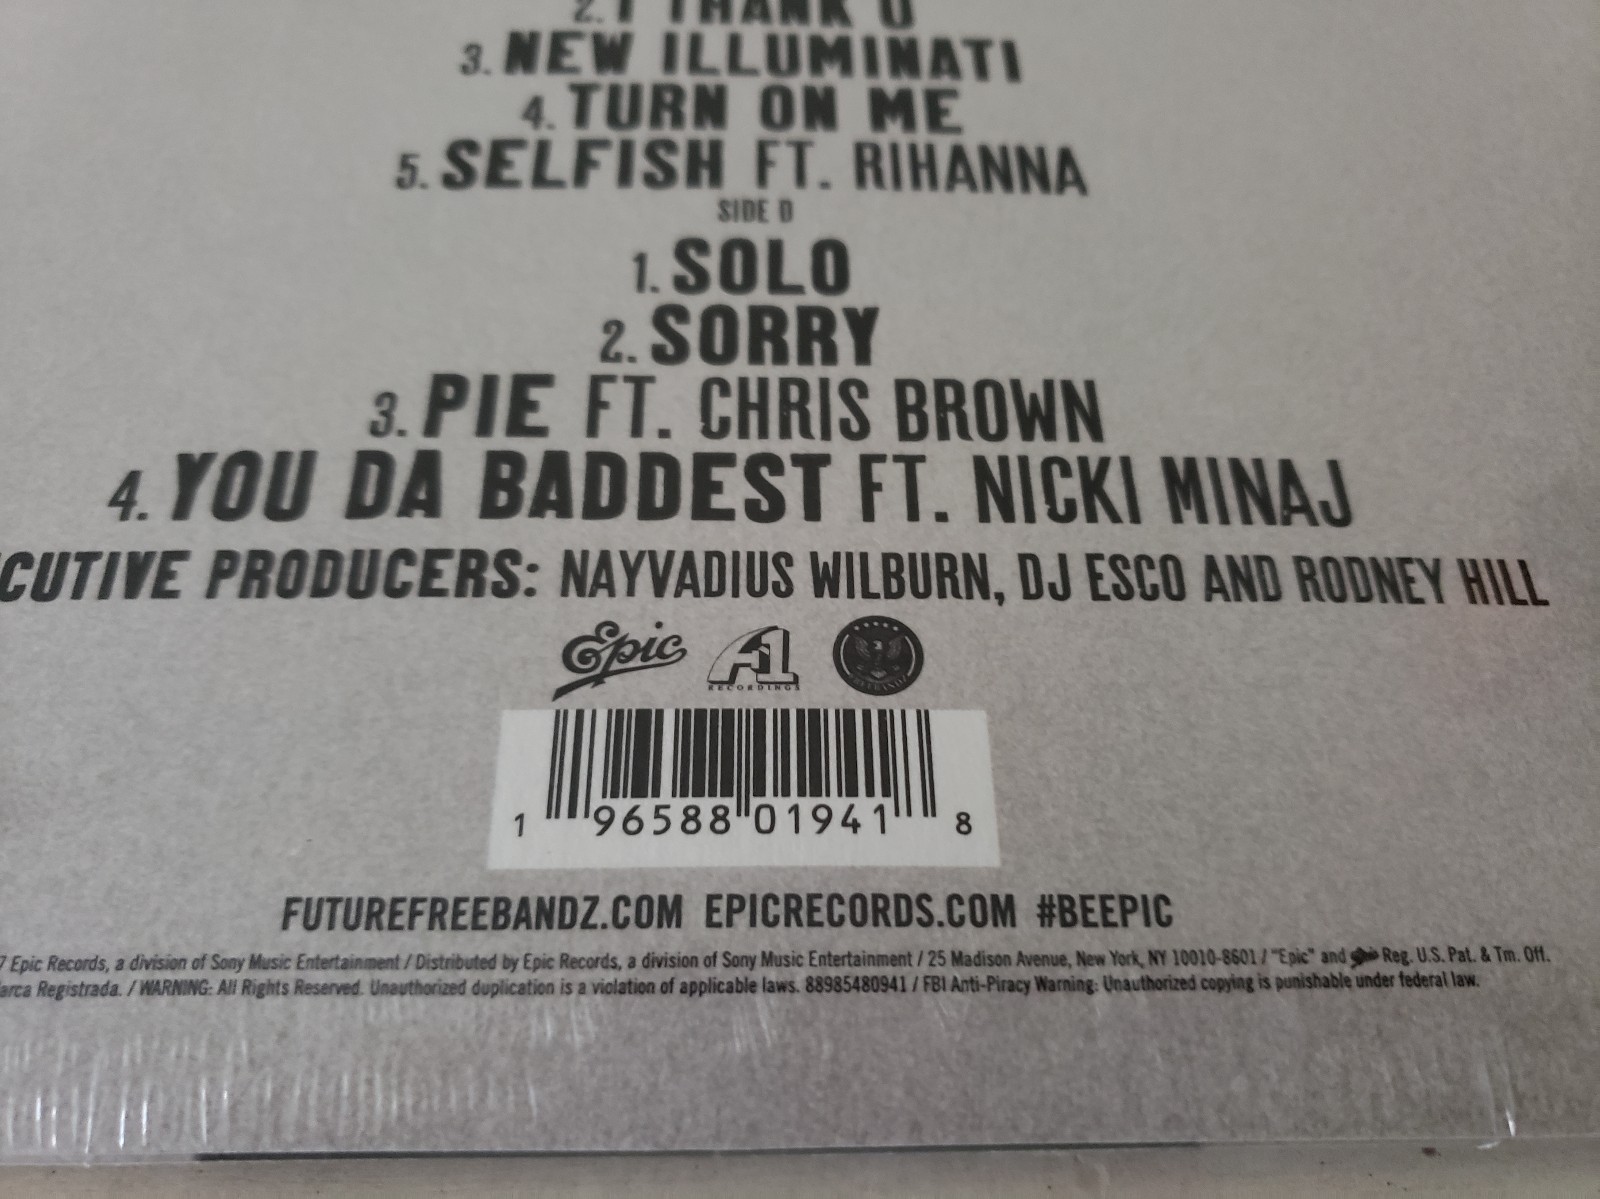 2. I THANK U
3. NEW ILLUMINATI
4. TURN ON ME
5. SELFISH FT. RIHANNA
SIDE D
1. SOLO
2. SORRY
3. PIE FT. CHRIS BROWN
4. YOU DA BADDEST FT. NICKI MINAJ
CUTIVE PRODUCERS: NAYVADIUS WILBURN, DJ ESCO AND RODNEY HILL
Epic A1 RECORDINGS FREEBANDZ
1 96588 01941 8
FUTUREFREEBANDZ.COM EPICRECORDS.COM #BEEPIC
7 Epic Records, a division of Sony Music Entertainment / Distributed by Epic Records, a division of Sony Music Entertainment / 25 Madison Avenue, New York, NY 10010-8601 / "Epic" and Epic Reg. U.S. Pat. & Tm. Off.
arca Registrada. / WARNING: All Rights Reserved. Unauthorized duplication is a violation of applicable laws. 88985480941 / FBI Anti-Piracy Warning: Unauthorized copying is punishable under federal law.